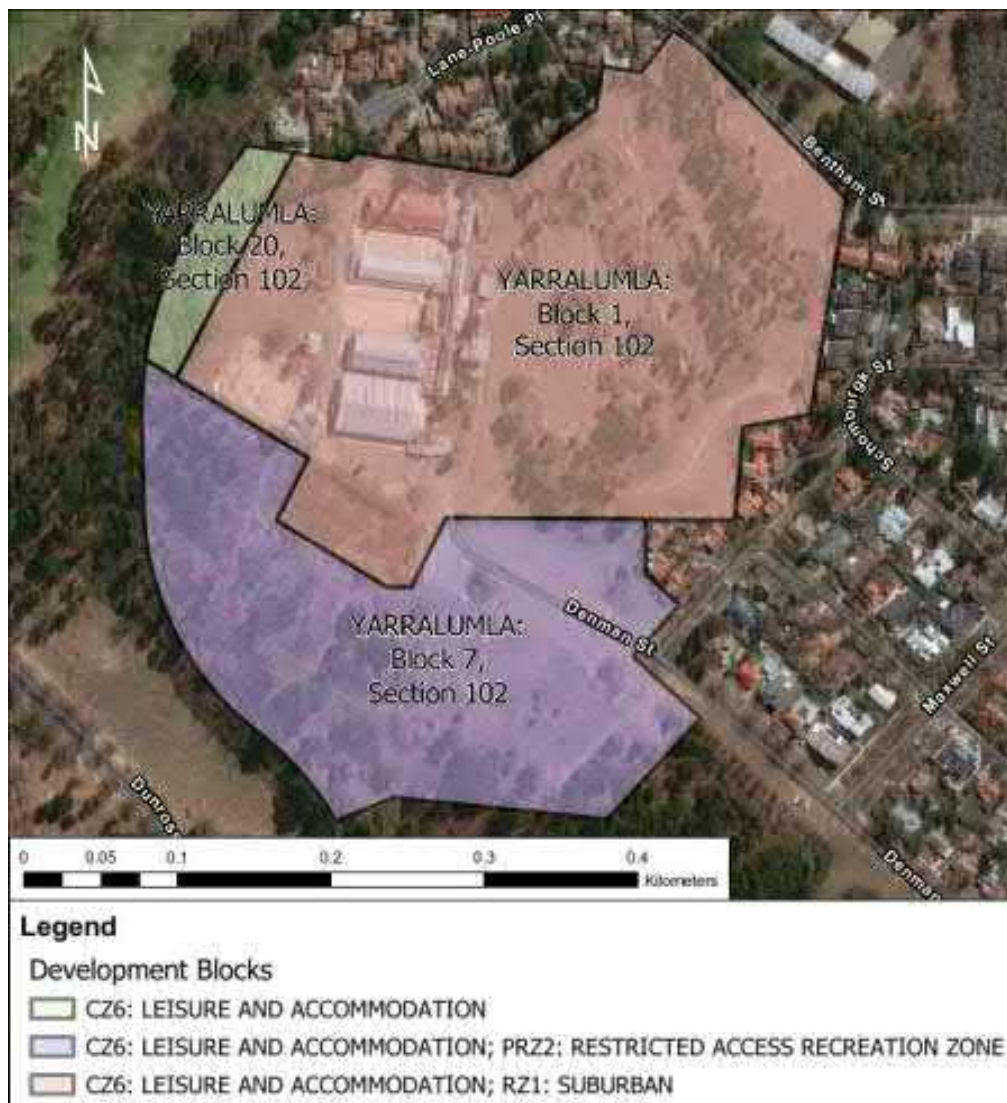 N
Lane-Poole Pl
Bentham St
YARRALUMLA:
Block 20,
Section 102
YARRALUMLA:
Block 1,
Section 102
Schomburgk St
YARRALUMLA:
Block 7,
Section 102
Denman St
Maxwell St
Dunros
Denman
0 0.05 0.1 0.2 0.3 0.4
Kilometers
Legend
Development Blocks
CZ6: LEISURE AND ACCOMMODATION
CZ6: LEISURE AND ACCOMMODATION; PRZ2: RESTRICTED ACCESS RECREATION ZONE
CZ6: LEISURE AND ACCOMMODATION; RZ1: SUBURBAN